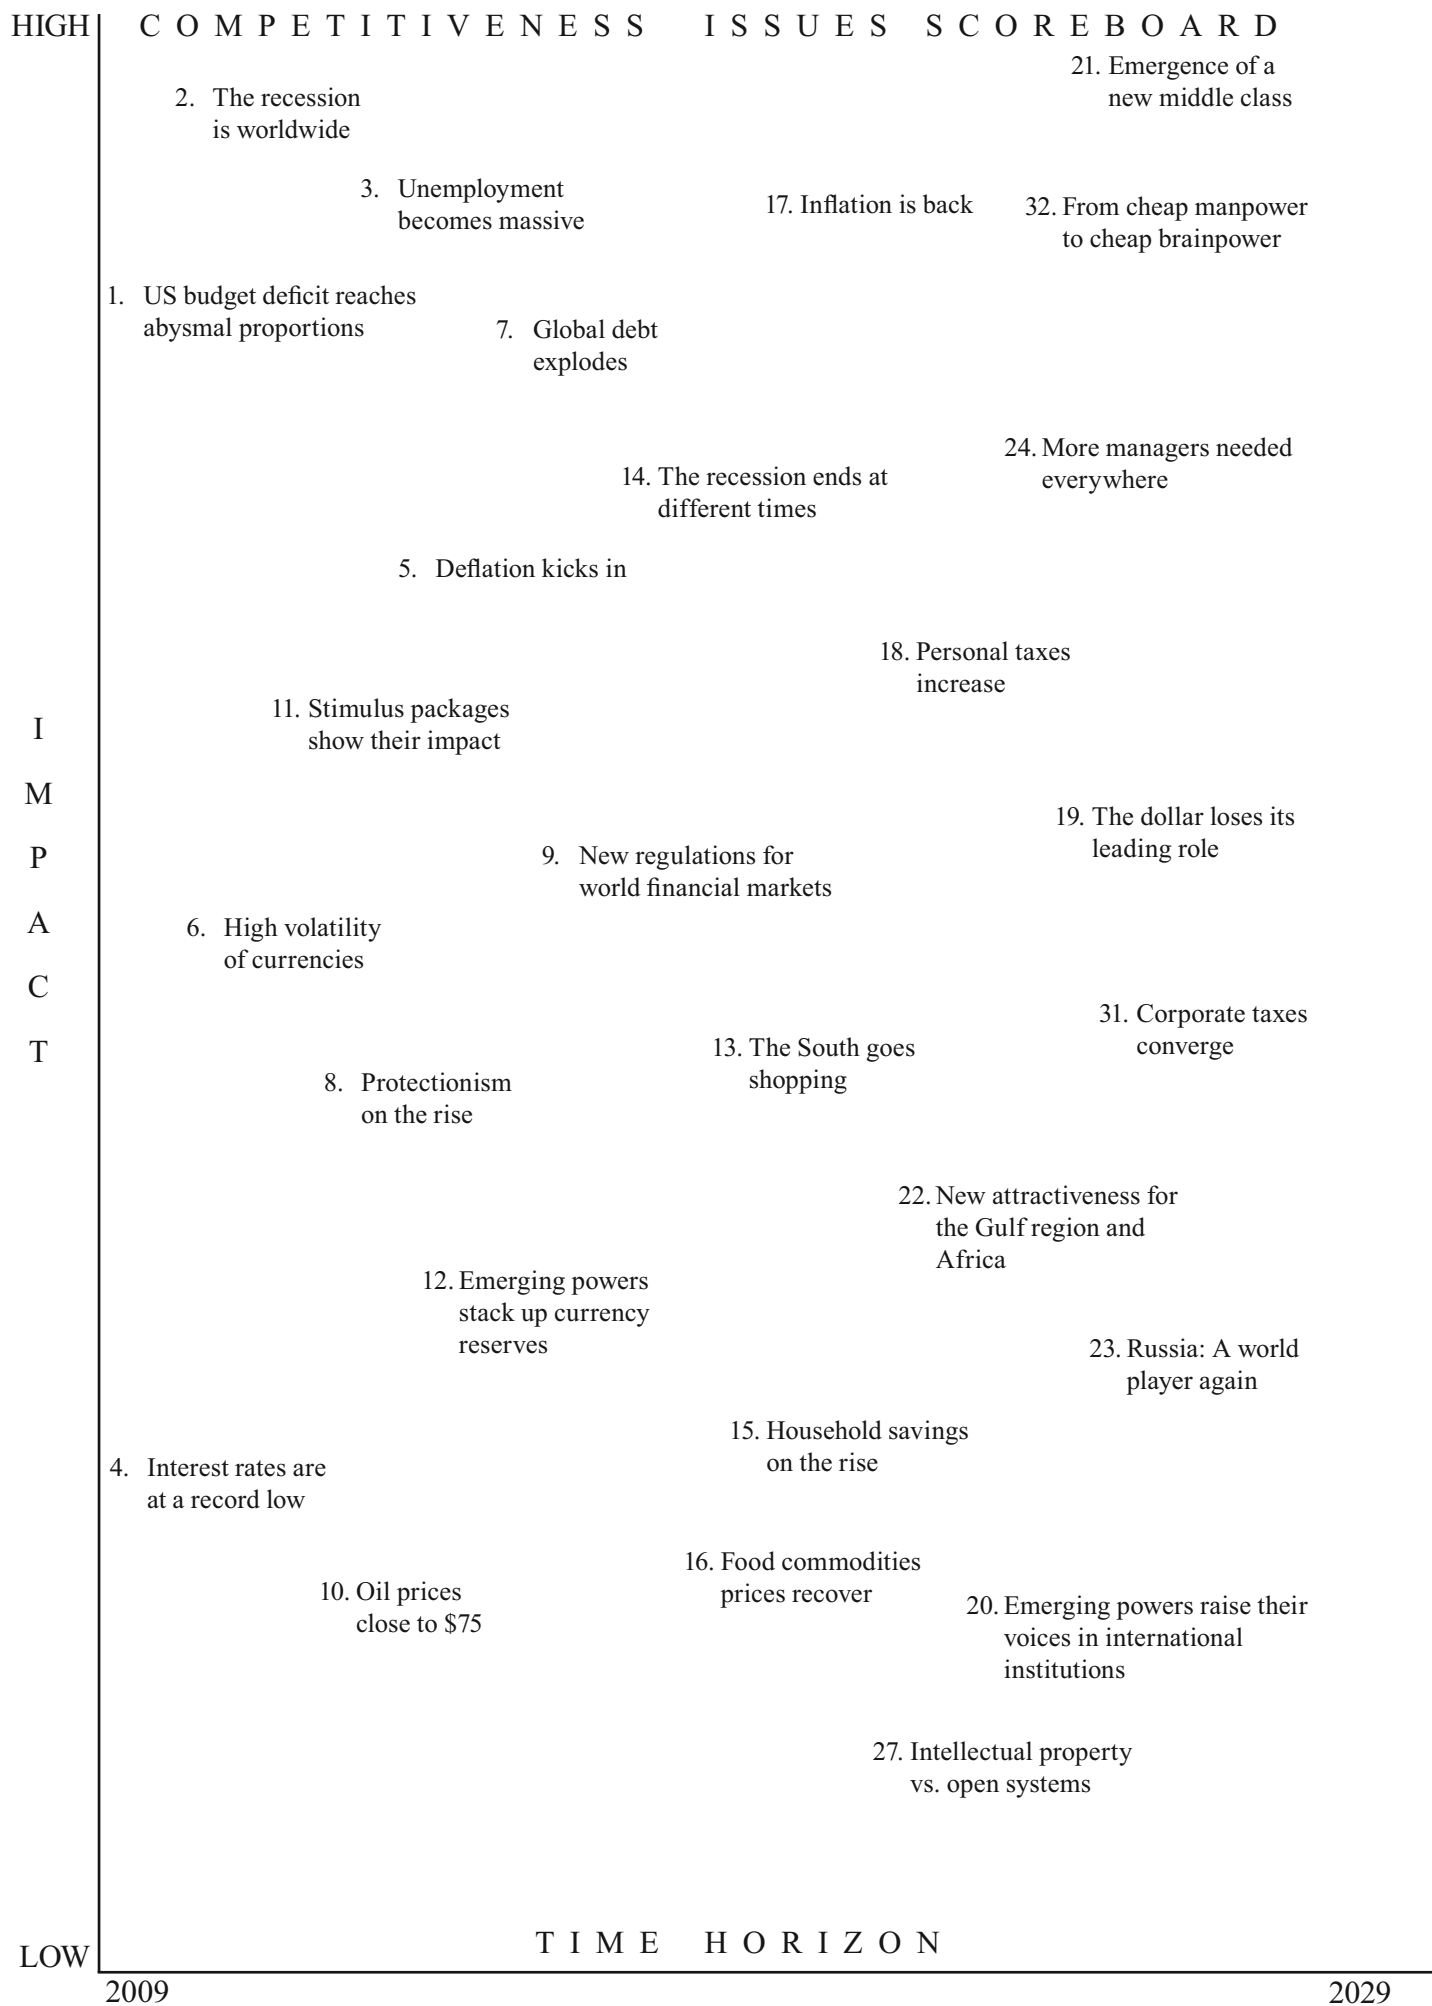 HIGH
COMPETITIVENESS ISSUES SCOREBOARD
21. Emergence of a
new middle class
2. The recession
is worldwide
3. Unemployment
becomes massive
17. Inflation is back
32. From cheap manpower
to cheap brainpower
1. US budget deficit reaches
abysmal proportions
7. Global debt
explodes
24. More managers needed
everywhere
14. The recession ends at
different times
5. Deflation kicks in
18. Personal taxes
increase
11. Stimulus packages
show their impact
IMPACT
19. The dollar loses its
leading role
9. New regulations for
world financial markets
6. High volatility
of currencies
31. Corporate taxes
converge
13. The South goes
shopping
8. Protectionism
on the rise
22. New attractiveness for
the Gulf region and
Africa
12. Emerging powers
stack up currency
reserves
23. Russia: A world
player again
15. Household savings
on the rise
4. Interest rates are
at a record low
16. Food commodities
prices recover
10. Oil prices
close to $75
20. Emerging powers raise their
voices in international
institutions
27. Intellectual property
vs. open systems
TIME HORIZON
LOW
2009
2029